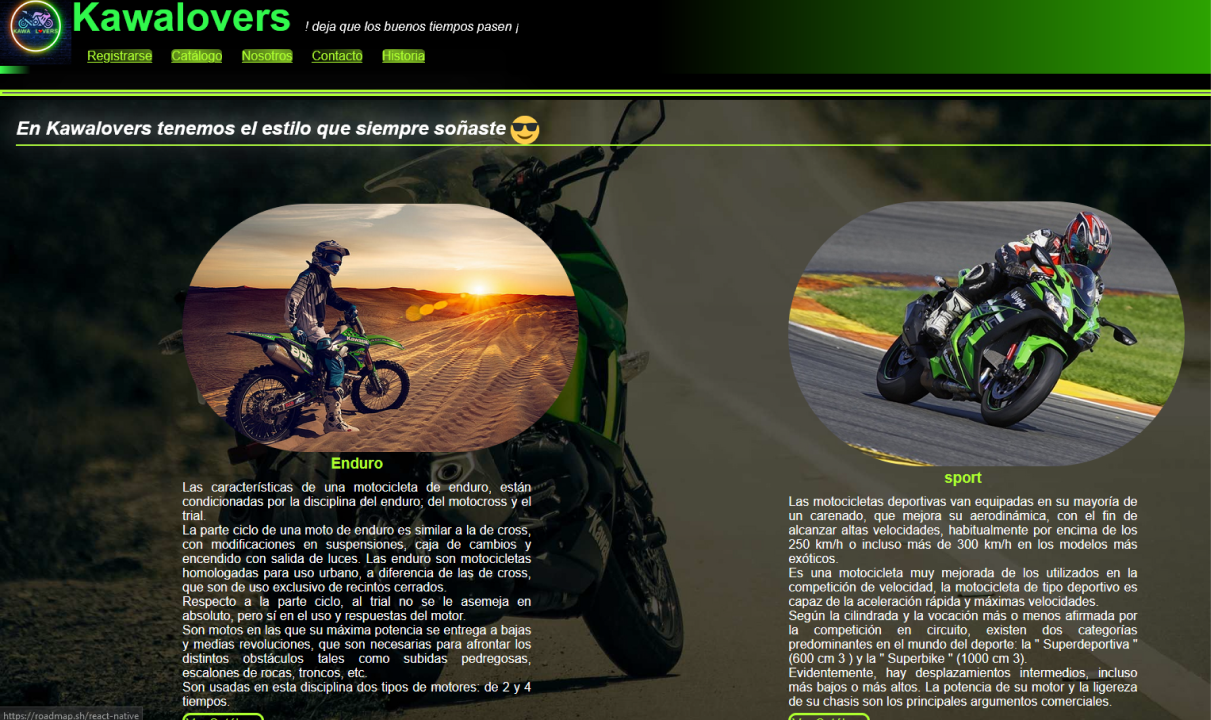 KAWA LOVERS
Kawalovers
! deja que los buenos tiempos pasen |
Registrarse Catálogo Nosotros Contacto Historia
En Kawalovers tenemos el estilo que siempre soñaste
Enduro
Las características de una motocicleta de enduro, están
condicionadas por la disciplina del enduro; del motocross y el
trial.
La parte ciclo de una moto de enduro es similar a la de cross,
con modificaciones en suspensiones, caja de cambios y
encendido con salida de luces. Las enduro son motocicletas
homologadas para uso urbano, a diferencia de las de cross,
que son de uso exclusivo de recintos cerrados.
Respecto a la parte ciclo, al trial no se le asemeja en
absoluto, pero sí en el uso y respuestas del motor.
Son motos en las que su máxima potencia se entrega a bajas
y medias revoluciones, que son necesarias para afrontar los
distintos obstáculos tales como subidas pedregosas,
escalones de rocas, troncos, etc.
Son usadas en esta disciplina dos tipos de motores: de 2 y 4
tiempos.
Ninja
sport
Las motocicletas deportivas van equipadas en su mayoría de
un carenado, que mejora su aerodinámica, con el fin de
alcanzar altas velocidades, habitualmente por encima de los
250 km/h o incluso más de 300 km/h en los modelos más
exóticos.
Es una motocicleta muy mejorada de los utilizados en la
competición de velocidad, la motocicleta de tipo deportivo es
capaz de la aceleración rápida y máximas velocidades.
Según la cilindrada y la vocación más o menos afirmada por
la competición en circuito, existen dos categorías
predominantes en el mundo del deporte: la " Superdeportiva "
(600 cm 3 ) y la " Superbike " (1000 cm 3).
Evidentemente, hay desplazamientos intermedios, incluso
más bajos o más altos. La potencia de su motor y la ligereza
de su chasis son los principales argumentos comerciales.
https://roadmap.sh/react-native